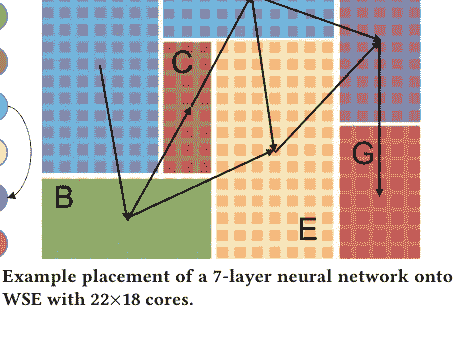 C
B
G
E
Example placement of a 7-layer neural network onto
WSE with 22×18 cores.